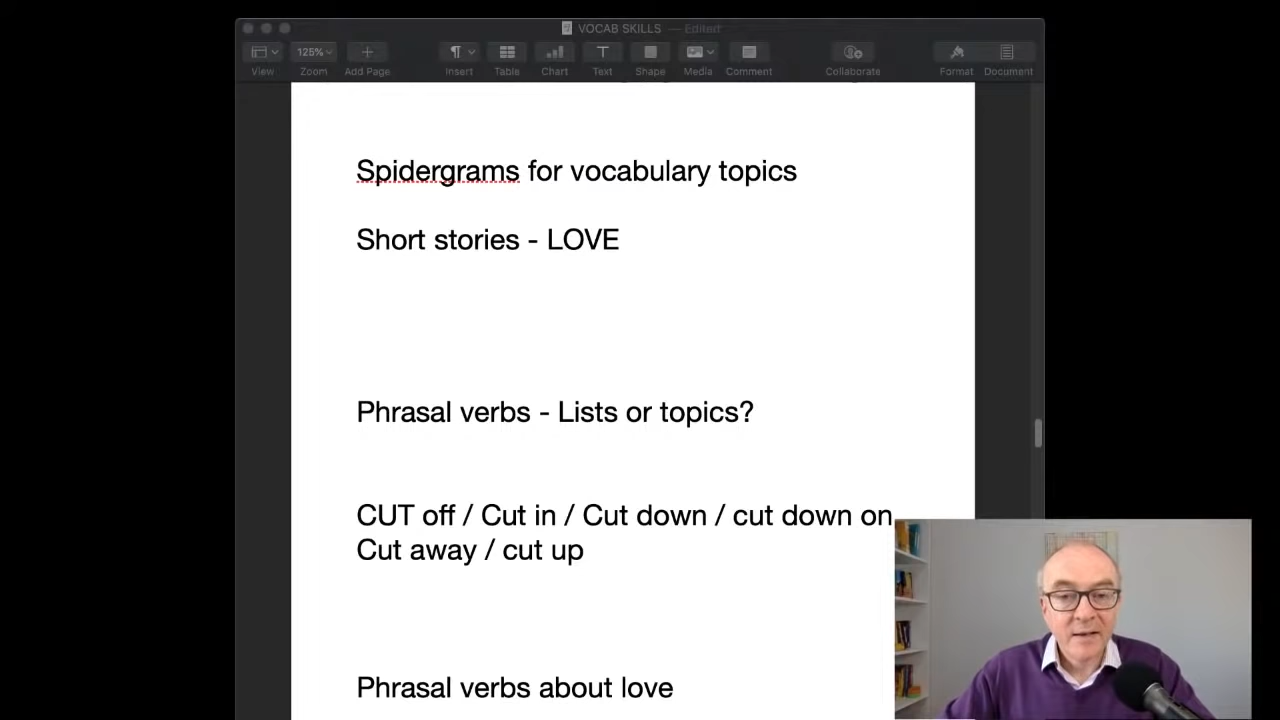 VOCAB SKILLS — Edited
125%
View Zoom Add Page Insert Table Chart Text Shape Media Comment Collaborate Format Document
Spidergrams for vocabulary topics
Short stories - LOVE
Phrasal verbs - Lists or topics?
CUT off / Cut in / Cut down / cut down on
Cut away / cut up
Phrasal verbs about love